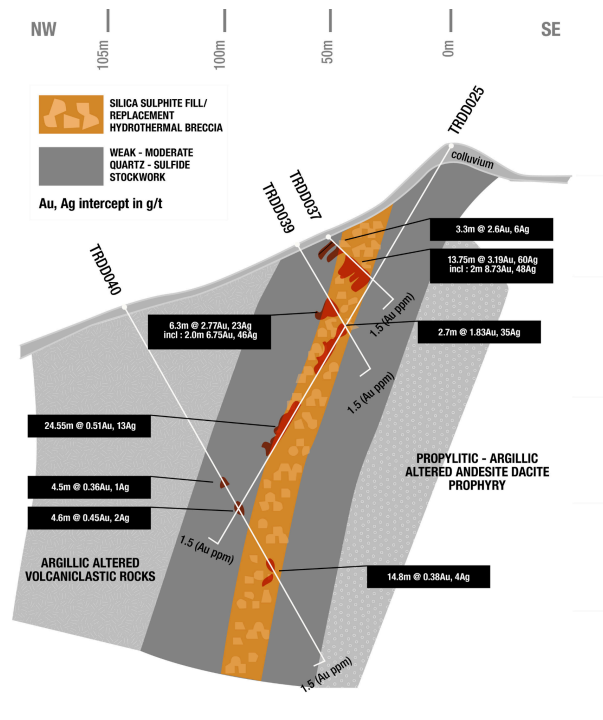 NW
105m
100m
50m
0m
SE
SILICA SULPHITE FILL/
REPLACEMENT
HYDROTHERMAL BRECCIA
WEAK - MODERATE
QUARTZ - SULFIDE
STOCKWORK
Au, Ag intercept in g/t
TRDD025
colluvium
TRDD037
TRDD039
TRDD040
3.3m @ 2.6Au, 6Ag
13.75m @ 3.19Au, 60Ag
incl : 2m 8.73Au, 48Ag
1.5 (Au ppm)
6.3m @ 2.77Au, 23Ag
incl : 2.0m 6.75Au, 46Ag
2.7m @ 1.83Au, 35Ag
1.5 (Au ppm)
24.55m @ 0.51Au, 13Ag
PROPYLITIC - ARGILLIC
ALTERED ANDESITE DACITE
PROPHYRY
4.5m @ 0.36Au, 1Ag
4.6m @ 0.45Au, 2Ag
1.5 (Au ppm)
ARGILLIC ALTERED
VOLCANICLASTIC ROCKS
14.8m @ 0.38Au, 4Ag
1.5 (Au ppm)